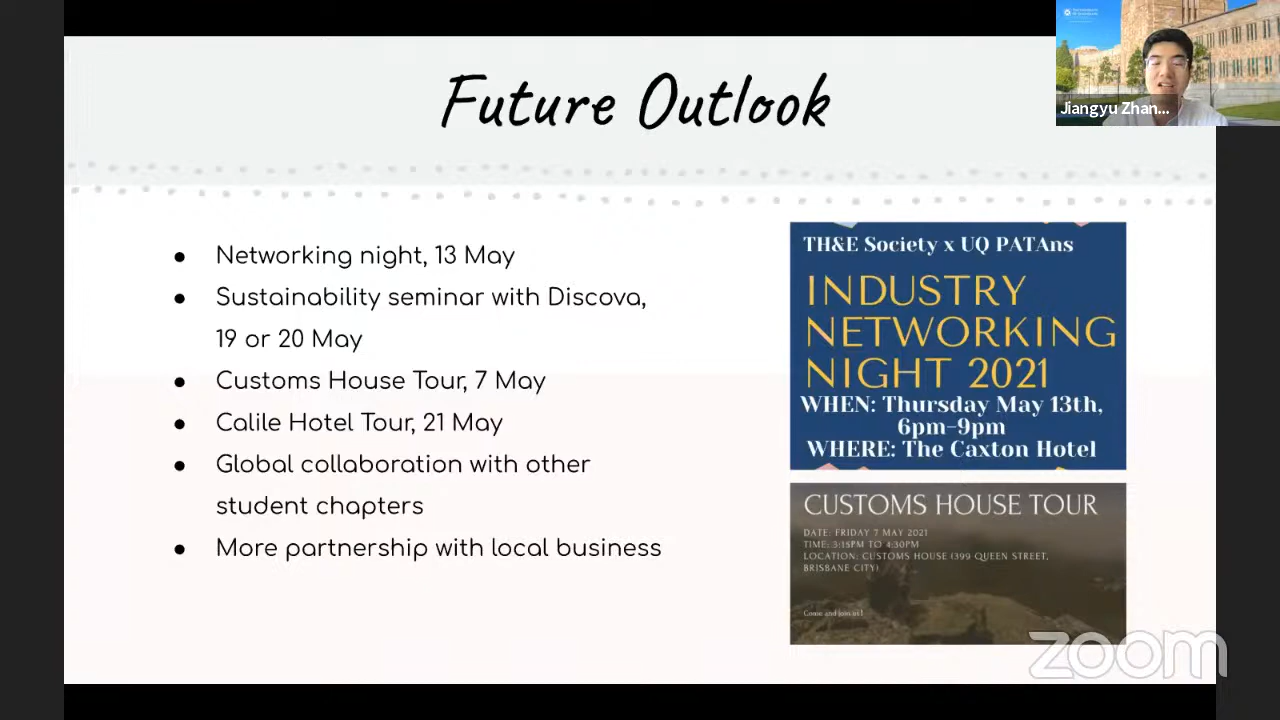 Future Outlook
Jiangyu Zhan...
● Networking night, 13 May
● Sustainability seminar with Discova,
19 or 20 May
● Customs House Tour, 7 May
● Calile Hotel Tour, 21 May
● Global collaboration with other
student chapters
● More partnership with local business
TH&E Society x UQ PATAns
INDUSTRY
NETWORKING
NIGHT 2021
WHEN: Thursday May 13th,
6pm-9pm
WHERE: The Caxton Hotel
CUSTOMS HOUSE TOUR
DATE: FRIDAY 7 MAY 2021
TIME: 3:15PM TO 4:30PM
LOCATION: CUSTOMS HOUSE (399 QUEEN STREET,
BRISBANE CITY)
Come and join us!
zoom